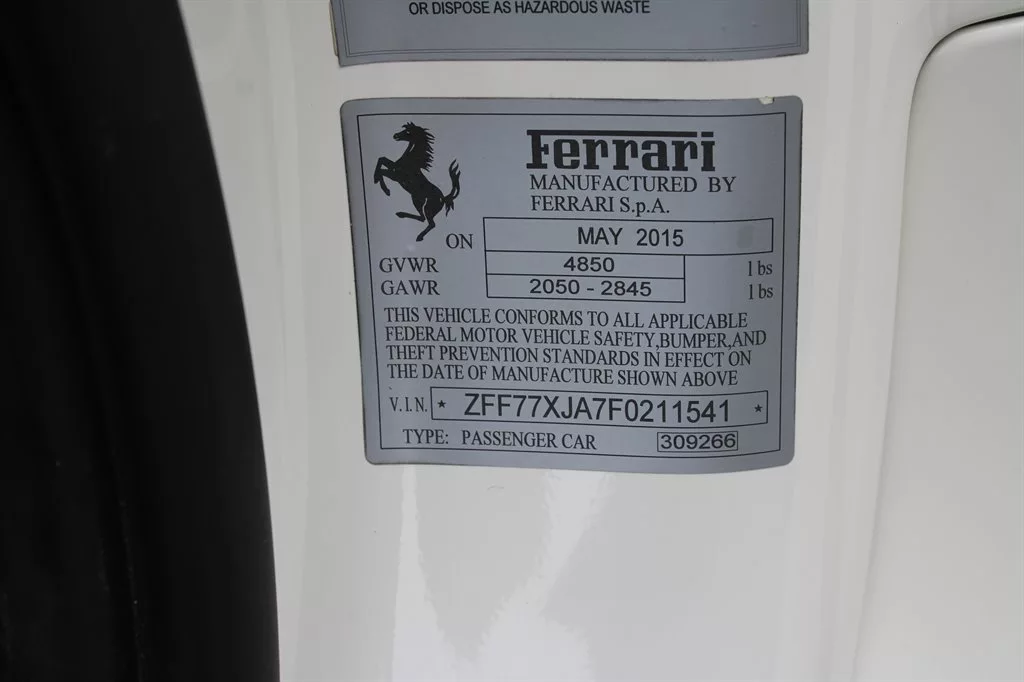 OR DISPOSE AS HAZARDOUS WASTE
Ferrari
MANUFACTURED BY
FERRARI S.p.A.
ON MAY 2015
GVWR 4850 lbs
GAWR 2050 - 2845 lbs
THIS VEHICLE CONFORMS TO ALL APPLICABLE
FEDERAL MOTOR VEHICLE SAFETY,BUMPER,AND
THEFT PREVENTION STANDARDS IN EFFECT ON
THE DATE OF MANUFACTURE SHOWN ABOVE
V.I.N. * ZFF77XJA7F0211541 *
TYPE: PASSENGER CAR 309266